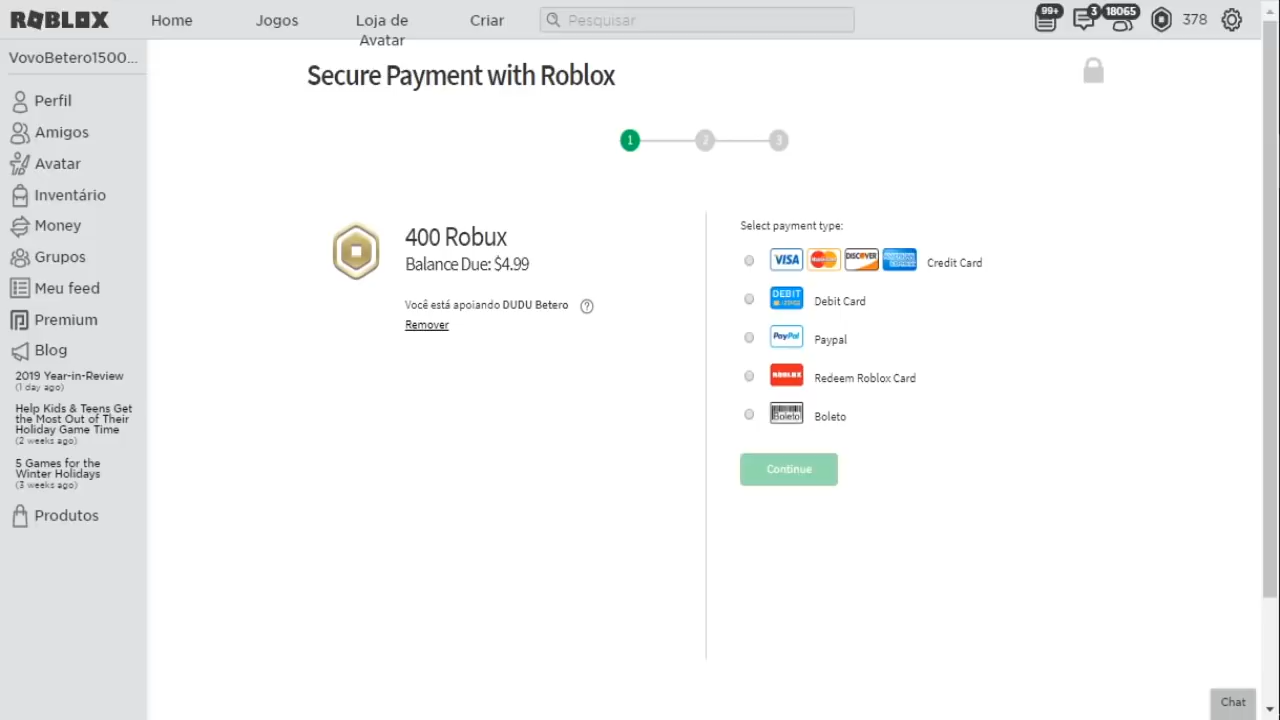 ROBLOX
Home
Jogos
Loja de
Avatar
Criar
Pesquisar
99+
3
18065
378
VovoBetero1500...
Perfil
Amigos
Avatar
Inventário
Money
Grupos
Meu feed
Premium
Blog
2019 Year-in-Review
(1 day ago)
Help Kids & Teens Get
the Most Out of Their
Holiday Game Time
(2 weeks ago)
5 Games for the
Winter Holidays
(3 weeks ago)
Produtos
Secure Payment with Roblox
1
2
3
400 Robux
Balance Due: $4.99
Você está apoiando DUDU Betero ?
Remover
Select payment type:
VISA MasterCard DISCOVER Credit Card
DEBIT Debit Card
PayPal Paypal
ROBLOX Redeem Roblox Card
Boleto Boleto
Continue
Chat